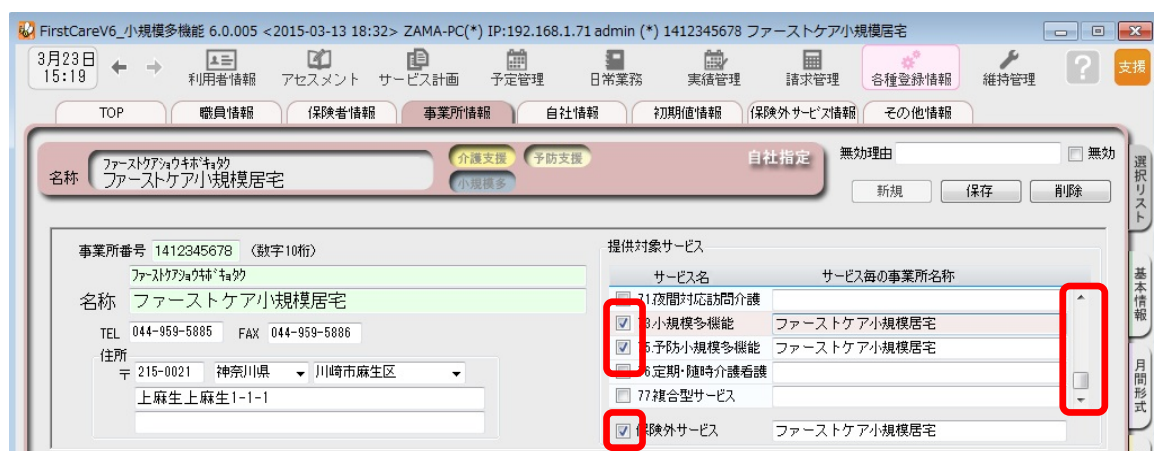 FirstCareV6_小規模多機能 6.0.005 <2015-03-13 18:32> ZAMA-PC(*) IP:192.168.1.71 admin (*) 1412345678 ファーストケア小規模居宅
3月23日
15:19
利用者情報 アセスメント サービス計画 予定管理 日常業務 実績管理 請求管理 各種登録情報 維持管理 ? 支援
TOP 職員情報 保険者情報 事業所情報 自社情報 初期値情報 保険外サービス情報 その他情報
ファーストケアショウキボキョタク
名称 ファーストケア小規模居宅
介護支援 予防支援
小規模多
自社指定
無効理由 無効
新規 保存 削除
選択リスト
基本情報
月間形式
事業所番号 1412345678 (数字10桁)
ファーストケアショウキボキョタク
名称 ファーストケア小規模居宅
TEL 044-959-5885 FAX 044-959-5886
住所
〒 215-0021 神奈川県 川崎市麻生区
上麻生上麻生1-1-1
提供対象サービス
サービス名 サービス毎の事業所名称
71.夜間対応訪問介護
73.小規模多機能 ファーストケア小規模居宅
75.予防小規模多機能 ファーストケア小規模居宅
76.定期・随時介護看護
77.複合型サービス
保険外サービス ファーストケア小規模居宅